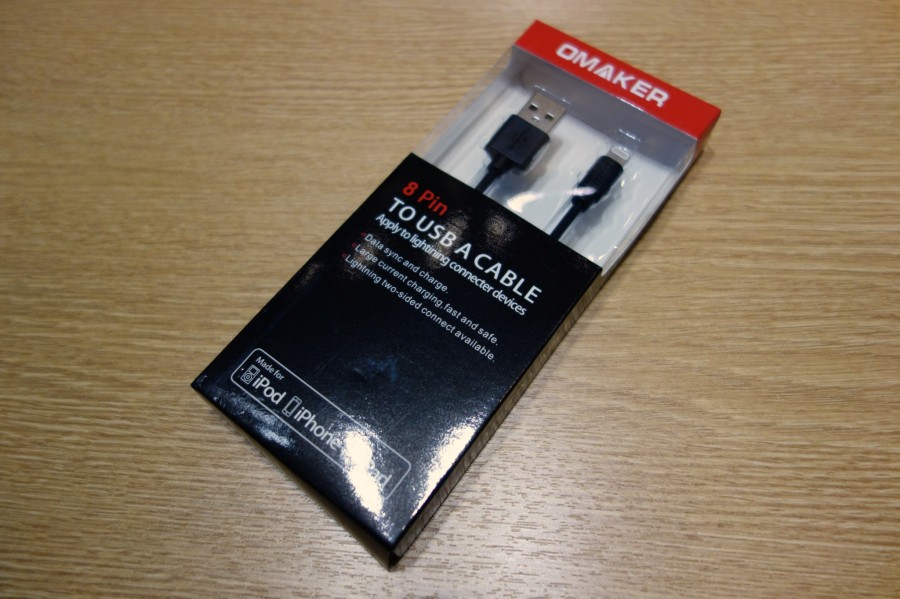 OMAKER
8 Pin
TO USB A CABLE
Apply to lightining connecter devices
Data sync and charge.
Large current charging,fast and safe.
Lightning two-sided connect available.
Made for
iPod iPhone